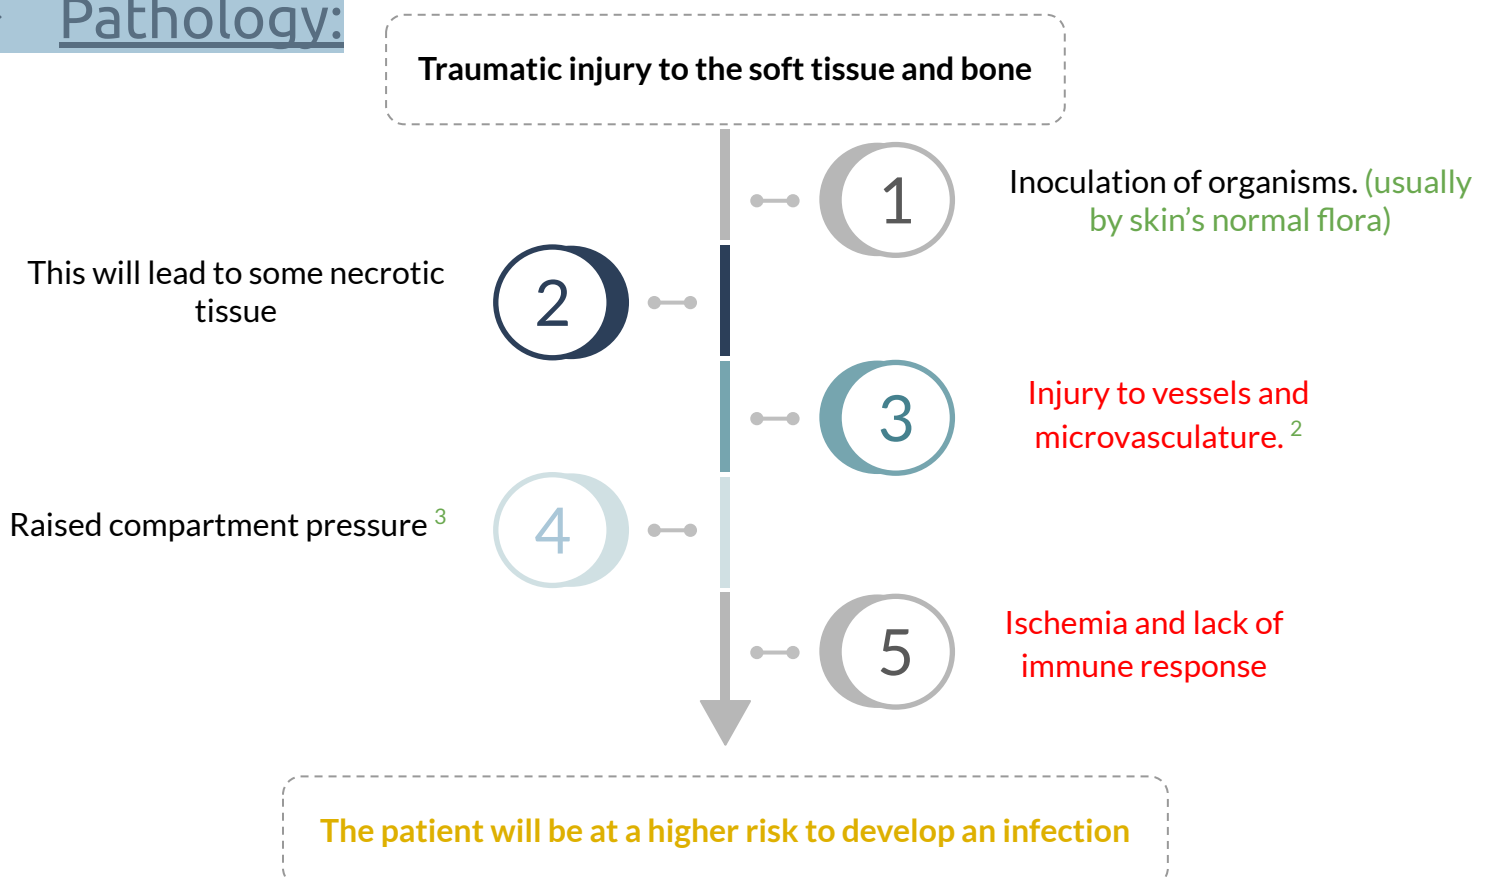 Pathology:
Traumatic injury to the soft tissue and bone
1
Inoculation of organisms. (usually
by skin's normal flora)
This will lead to some necrotic
tissue
2
3
Injury to vessels and
microvasculature. 2
Raised compartment pressure 3
4
5
Ischemia and lack of
immune response
The patient will be at a higher risk to develop an infection